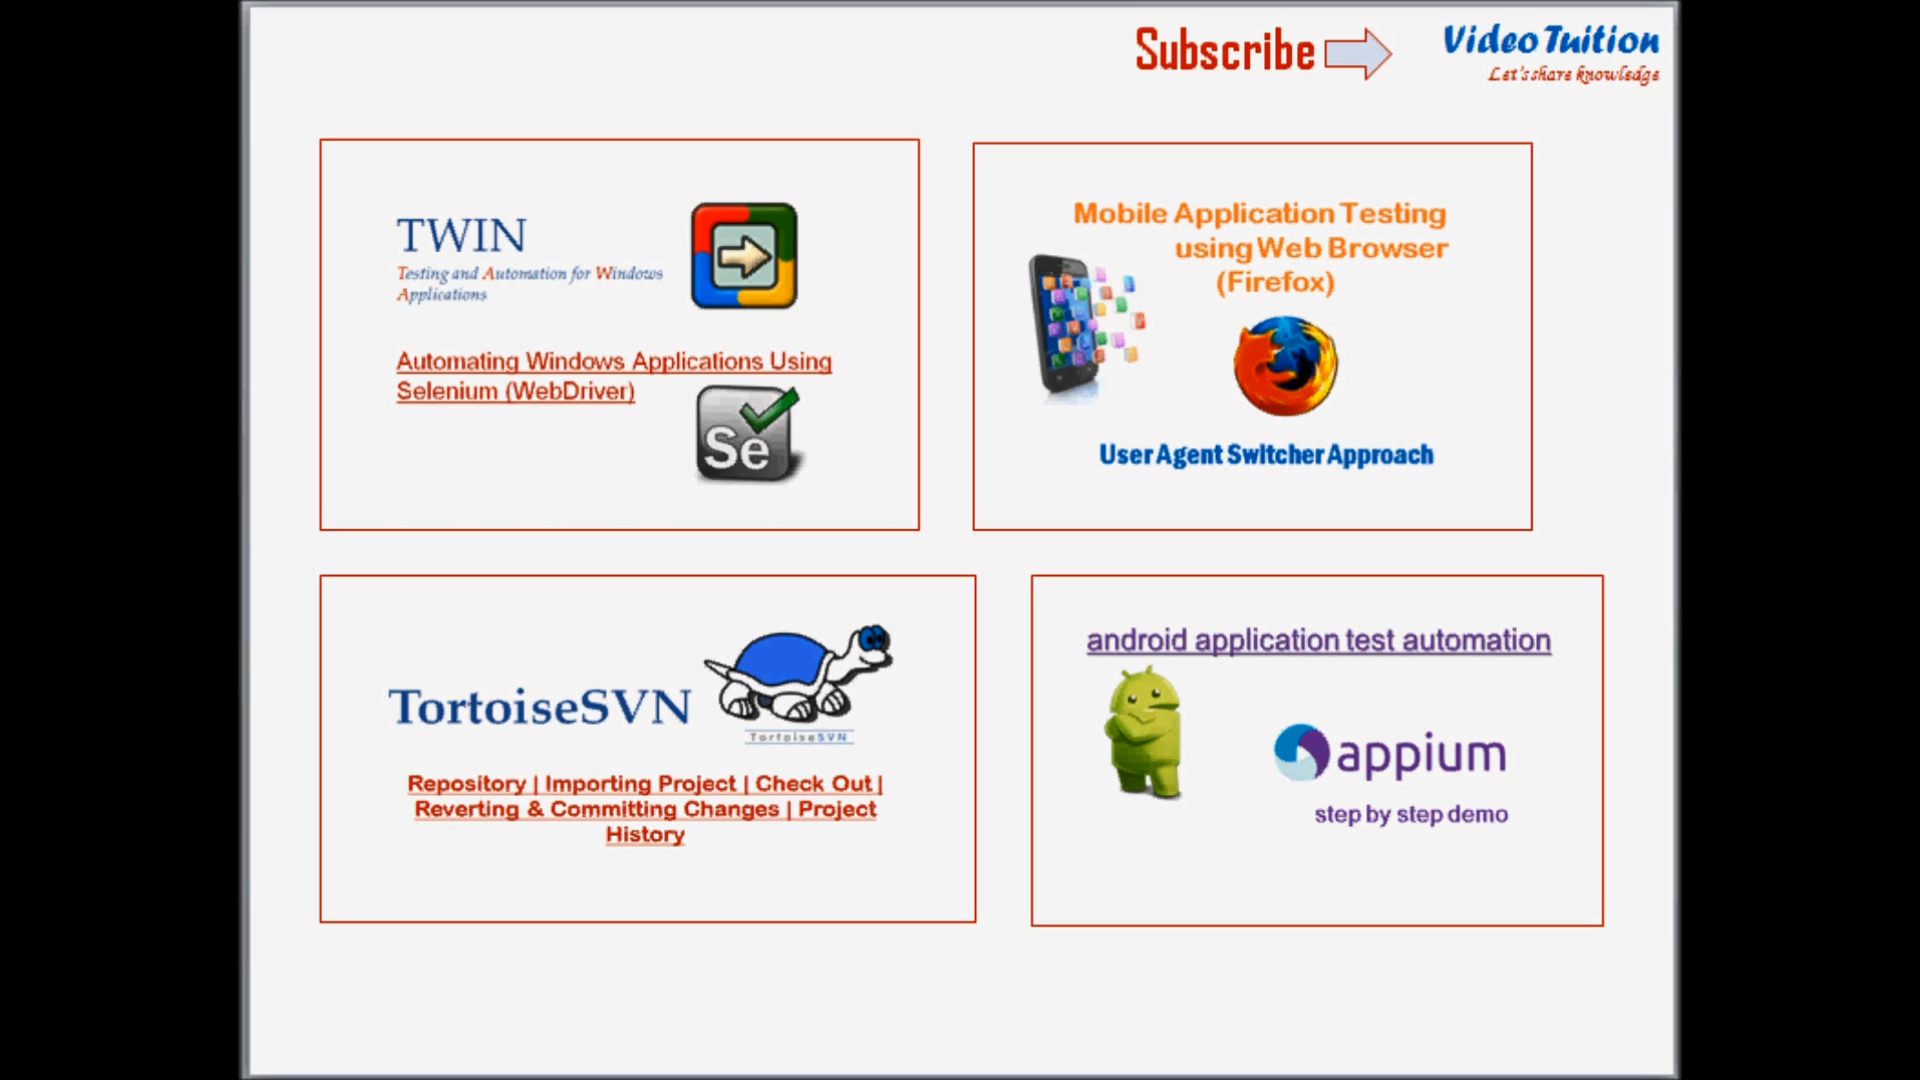 Subscribe
Video Tuition
Let's share knowledge
TWIN
Testing and Automation for Windows
Applications
Automating Windows Applications Using
Selenium (WebDriver)
Se
Mobile Application Testing
using Web Browser
(Firefox)
User Agent Switcher Approach
TortoiseSVN
TortoiseSVN
Repository | Importing Project | Check Out |
Reverting & Committing Changes | Project
History
android application test automation
appium
step by step demo